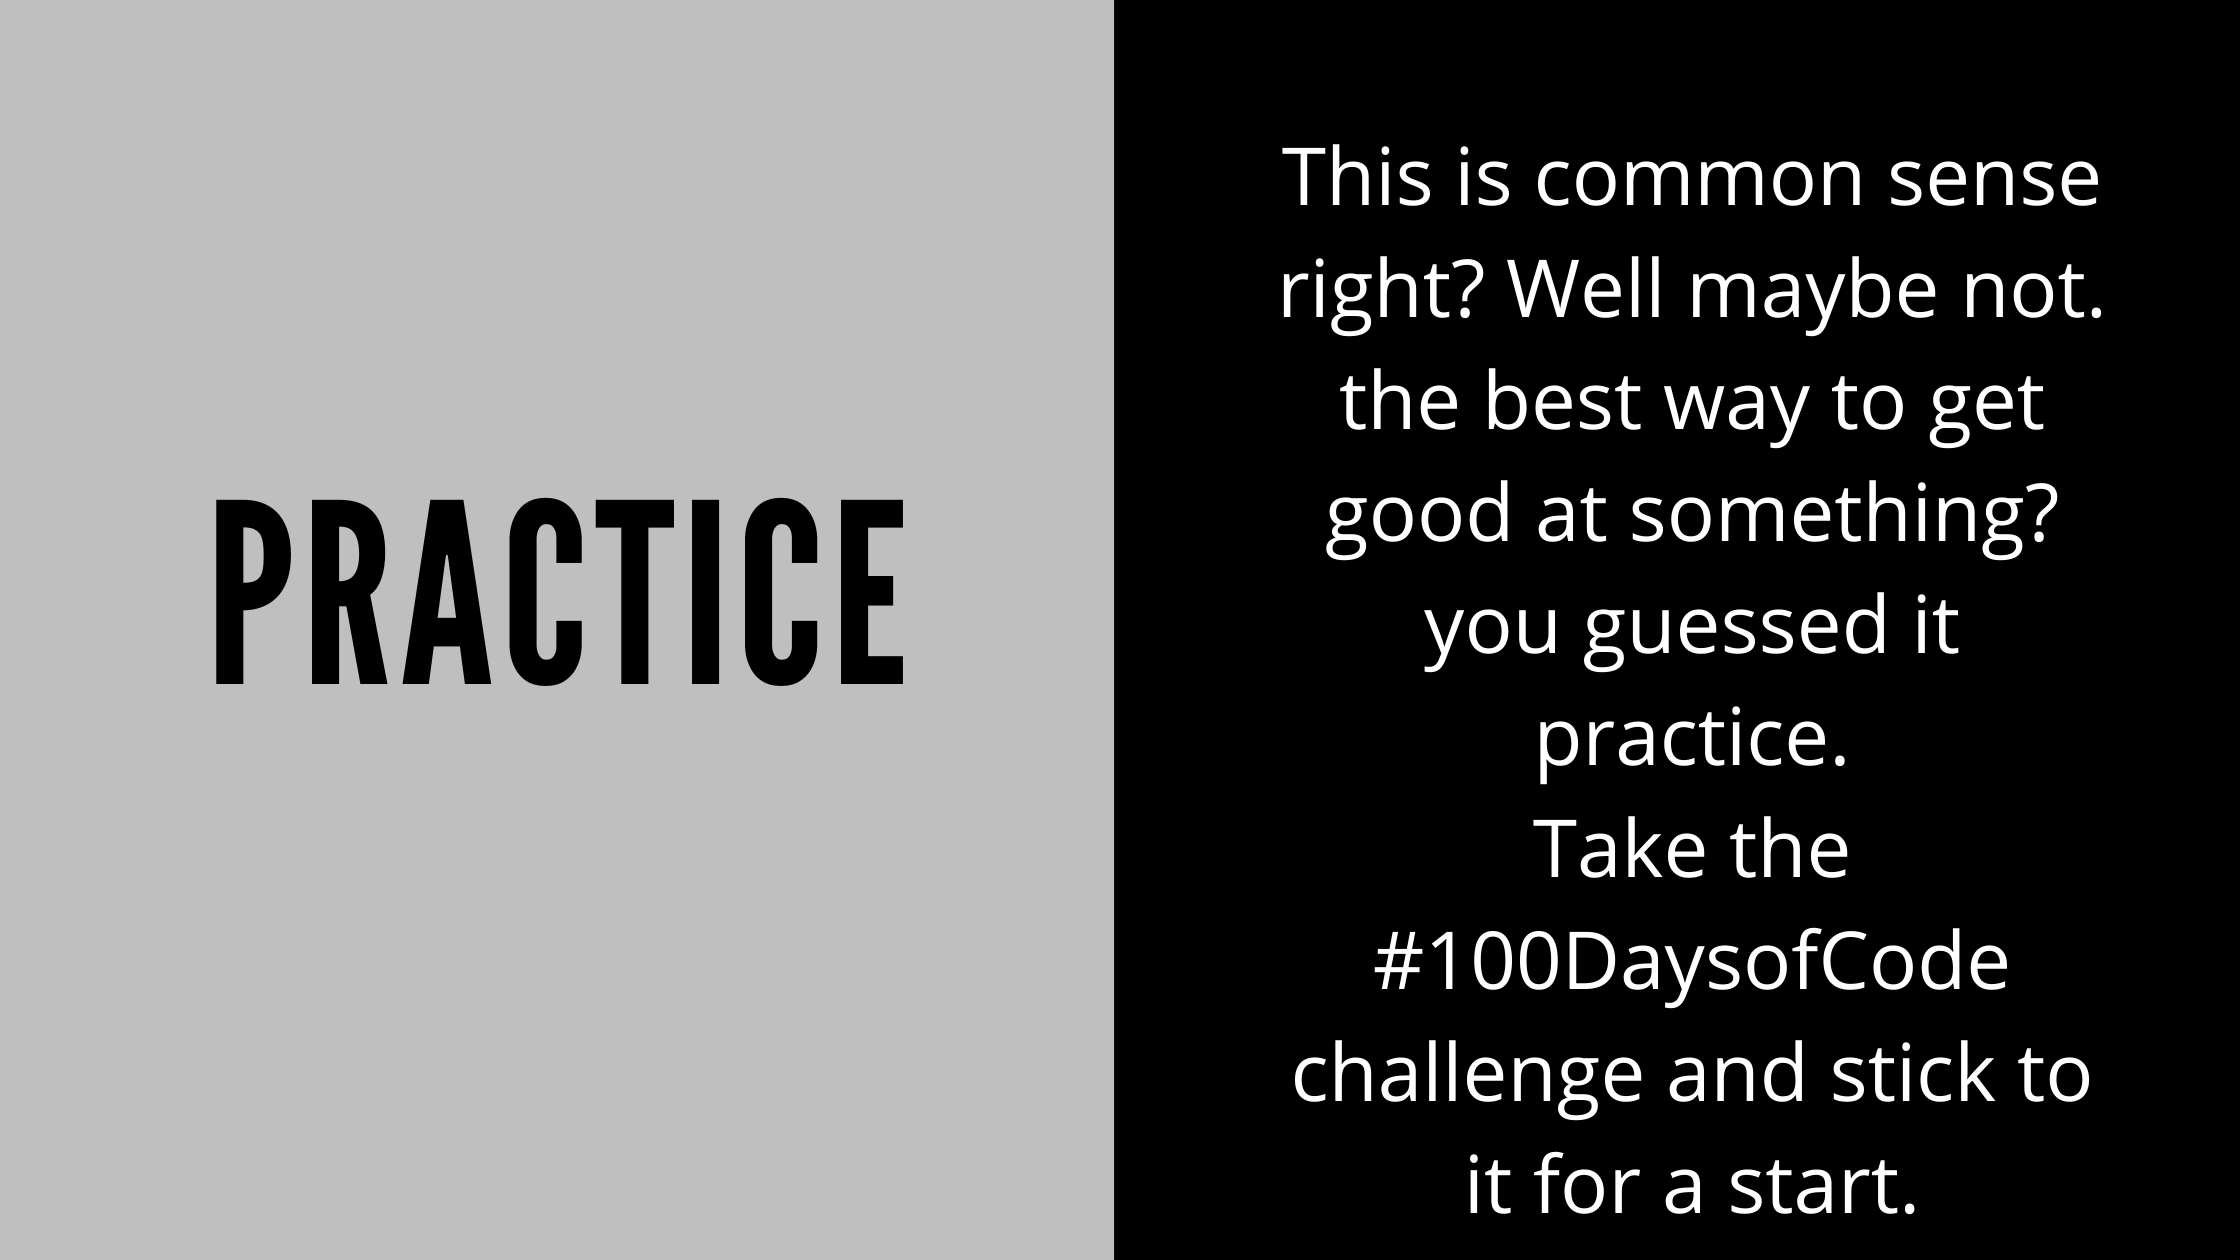 PRACTICE
This is common sense
right? Well maybe not.
the best way to get
good at something?
you guessed it
practice.
Take the
#100DaysofCode
challenge and stick to
it for a start.